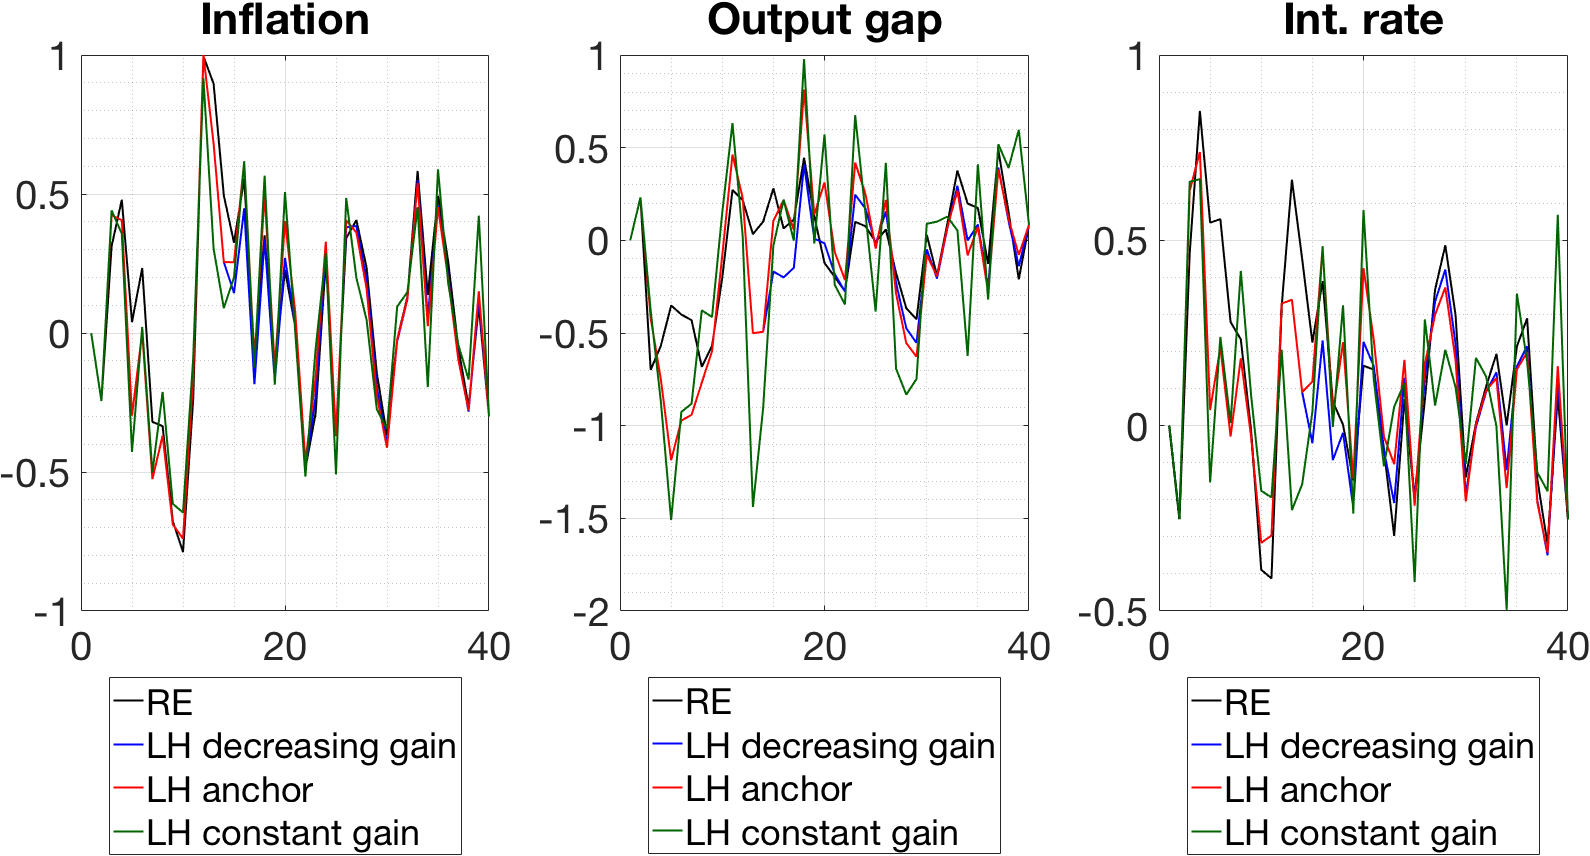 Inflation
1
0.5
0
-0.5
-1
0
20
40
RE
LH decreasing gain
LH anchor
LH constant gain
Output gap
1
0.5
0
-0.5
-1
-1.5
-2
0
20
40
RE
LH decreasing gain
LH anchor
LH constant gain
Int. rate
1
0.5
0
-0.5
0
20
40
RE
LH decreasing gain
LH anchor
LH constant gain